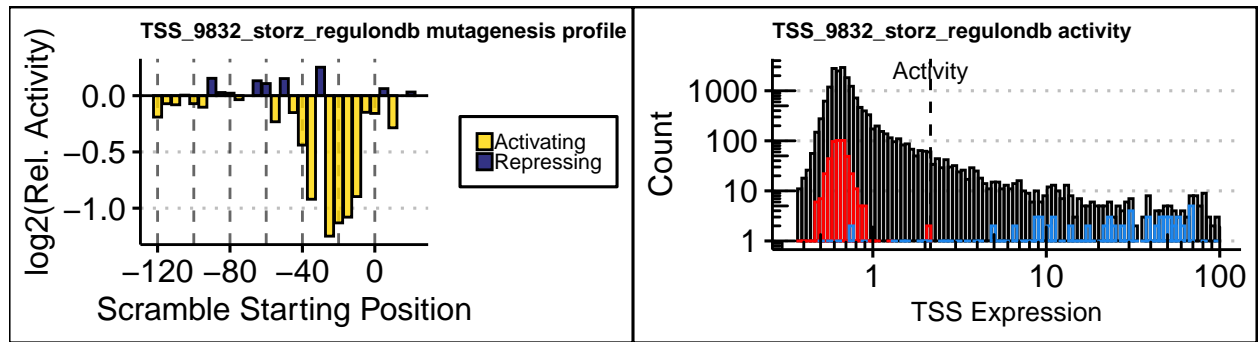 TSS_9832_storz_regulondb mutagenesis profile
log2(Rel. Activity)
0.0
−0.5
−1.0
−120 −80 −40 0
Scramble Starting Position
Activating
Repressing
TSS_9832_storz_regulondb activity
Activity
Count
1000
100
10
1
1 10 100
TSS Expression